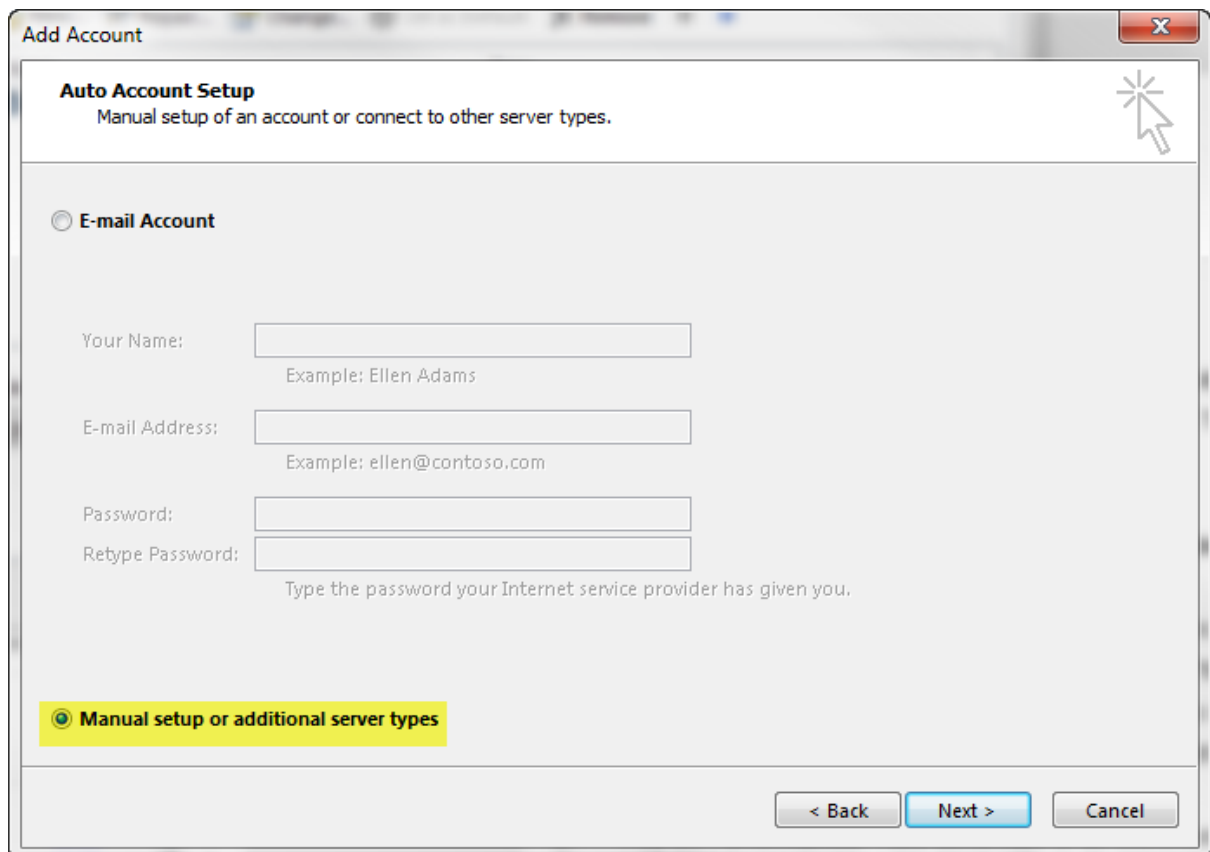 Change...
Remove
Add Account
Auto Account Setup
Manual setup of an account or connect to other server types.
E-mail Account
Your Name:
Example: Ellen Adams
E-mail Address:
Example: ellen@contoso.com
Password:
Retype Password:
Type the password your Internet service provider has given you.
Manual setup or additional server types
< Back
Next >
Cancel